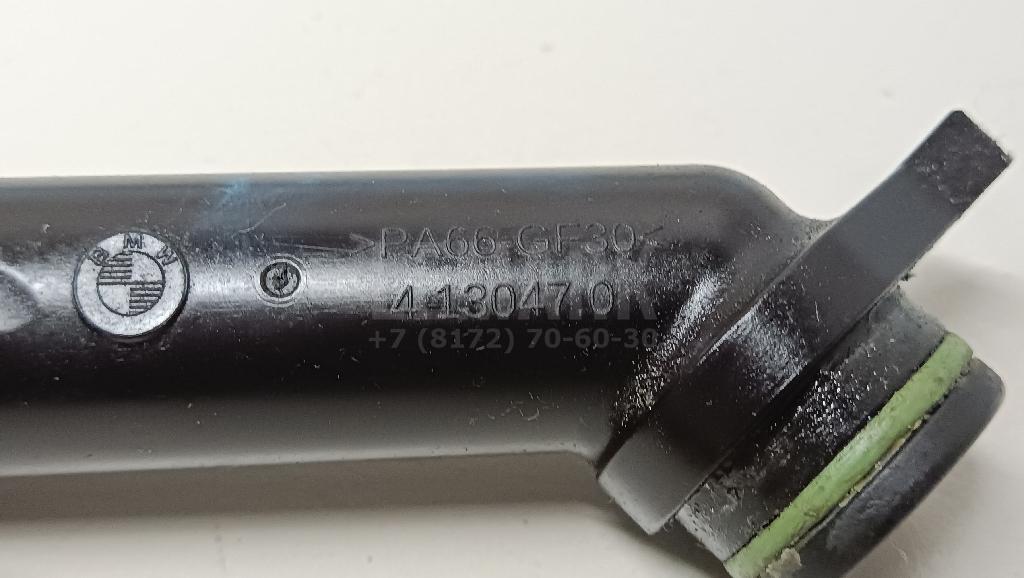 BMW
>PA66-GF30<
4.13047.0
+7 (8172) 70-60-30